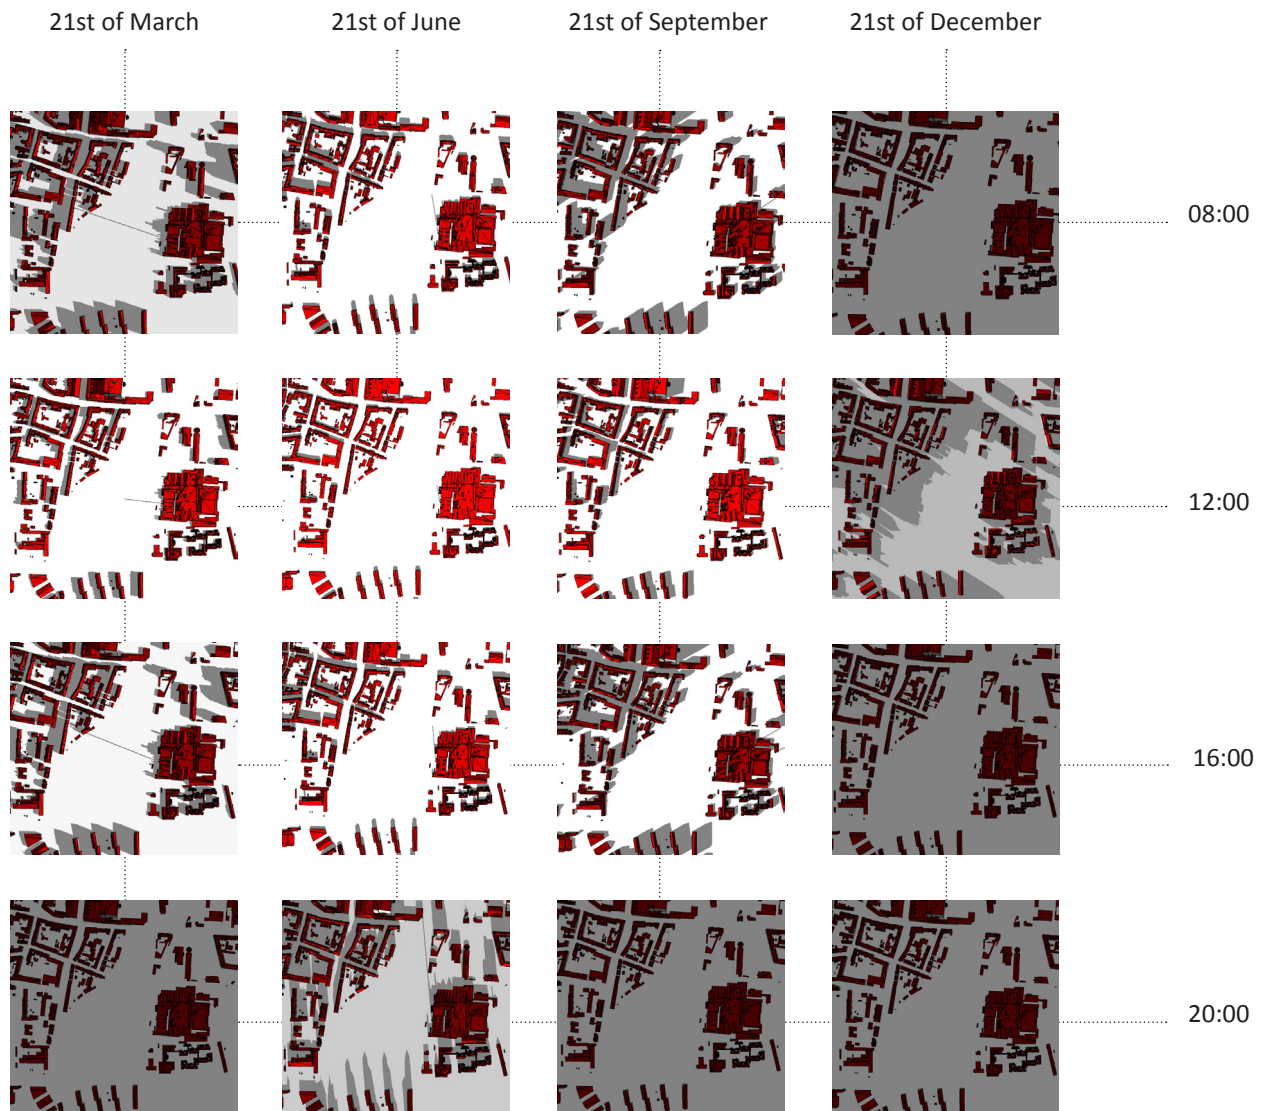 21st of March
21st of June
21st of September
21st of December
08:00
12:00
16:00
20:00